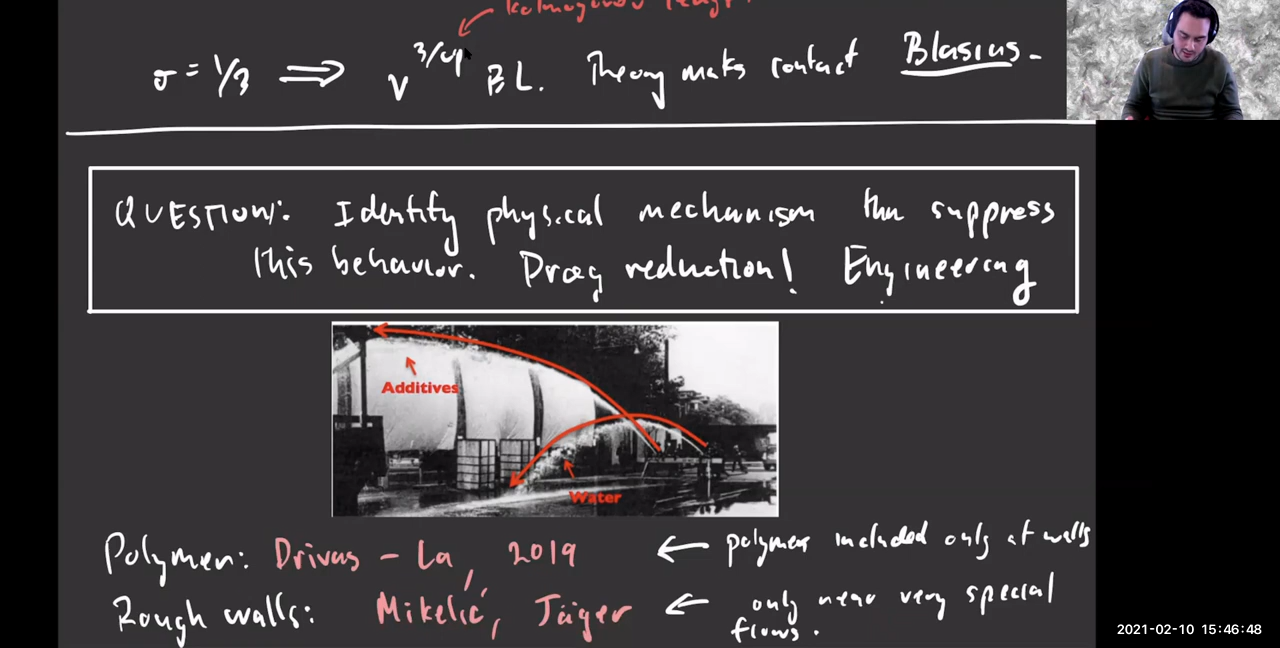 Kolmogorov length.
σ = 1/3 ⟹ ν^3/4 BL. Theory makes contact Blasius.
QUESTION: Identify physical mechanism suppress
this behavior. Drag reduction! Engineering
Additives
Water
Polymer: Drivas - La, 2019 ← polymer included only at walls
Rough walls: Mikelić, Jäger ← only near very special
flows.
2021-02-10 15:46:48